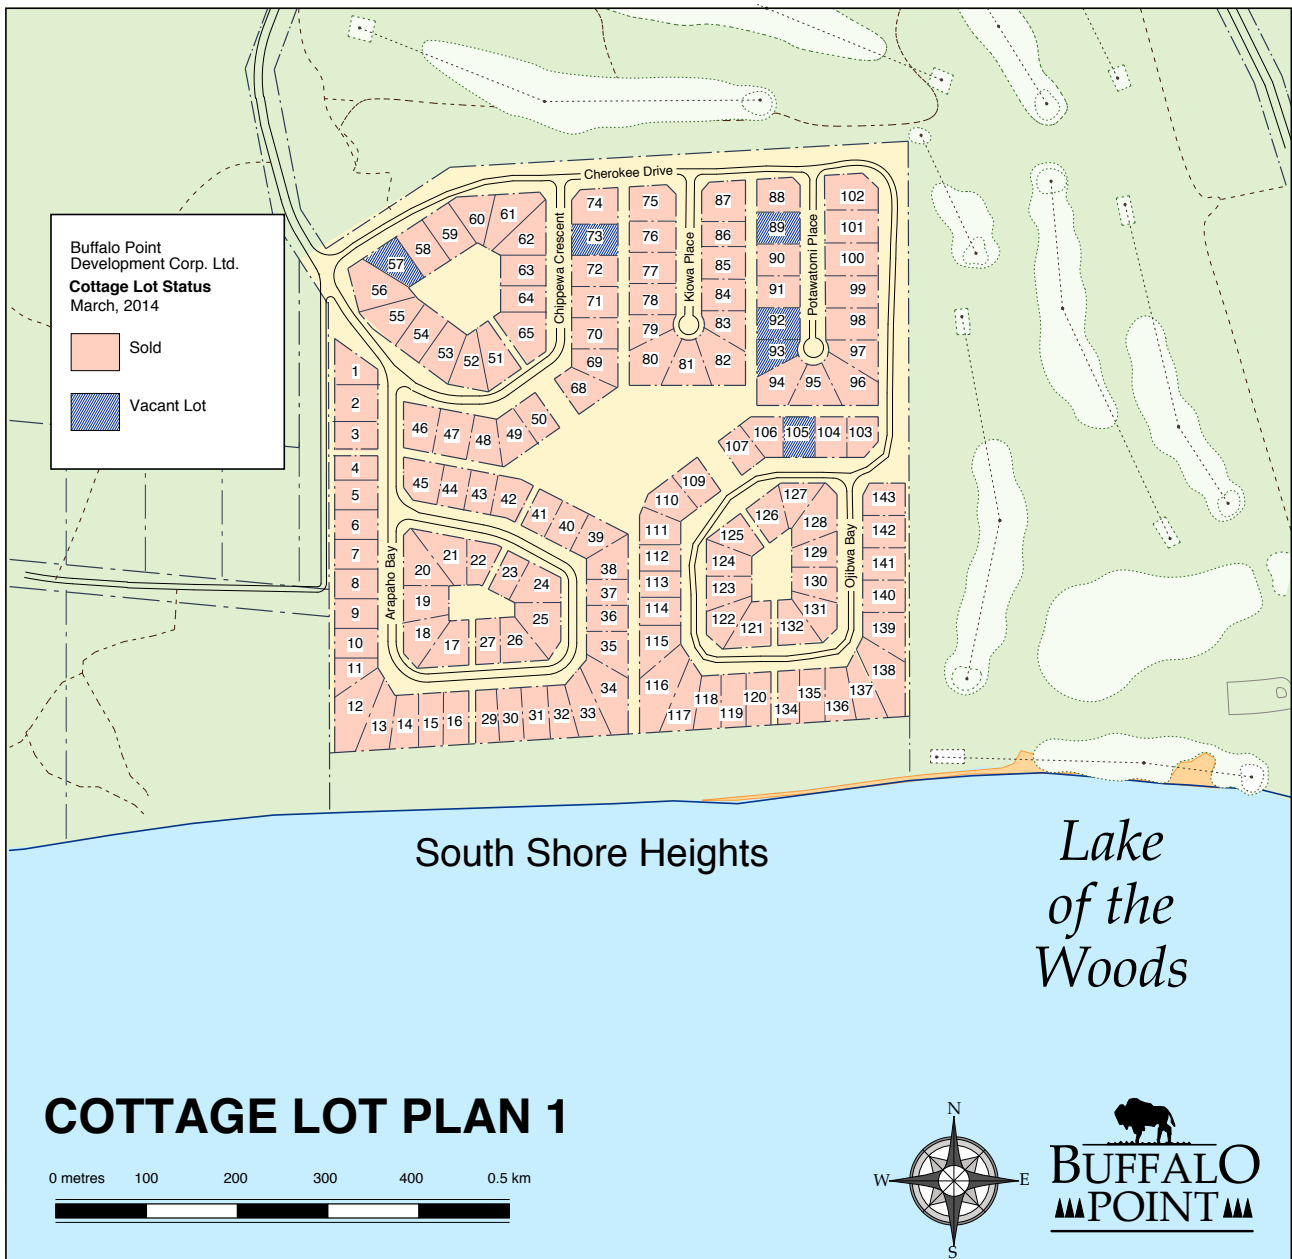 Cherokee Drive
Chippewa Crescent
Kiowa Place
Potawatomi Place
Arapaho Bay
Ojibwa Bay
Buffalo Point
Development Corp. Ltd.
Cottage Lot Status
March, 2014
Sold
Vacant Lot
60 61
59
58 62
57
56 63
55 64
54 65
53 52 51
74 75 87 88 102
73 76 86 89 101
72 77 85 90 100
71 78 84 91 99
70 79 83 92 98
69 80 81 82 93 97
68 94 95 96
1
2
3
4
5
6
7
8
9
10
11
12
13 14 15 16 29 30 31 32 33 34
46 47 48 49 50
45 44 43 42 41 40 39
38
37
36
35
21 22 23 24
20
19 25
18 17 27 26
107 106 105 104 103
109
110
111
112
113
114
115
116
117 118 119 120 134 135 136 137 138
127
126 128
125 129
124 130
123 131
122 121 132
143
142
141
140
139
South Shore Heights
Lake
of the
Woods
COTTAGE LOT PLAN 1
0 metres 100 200 300 400 0.5 km
N
W E
S
BUFFALO
POINT